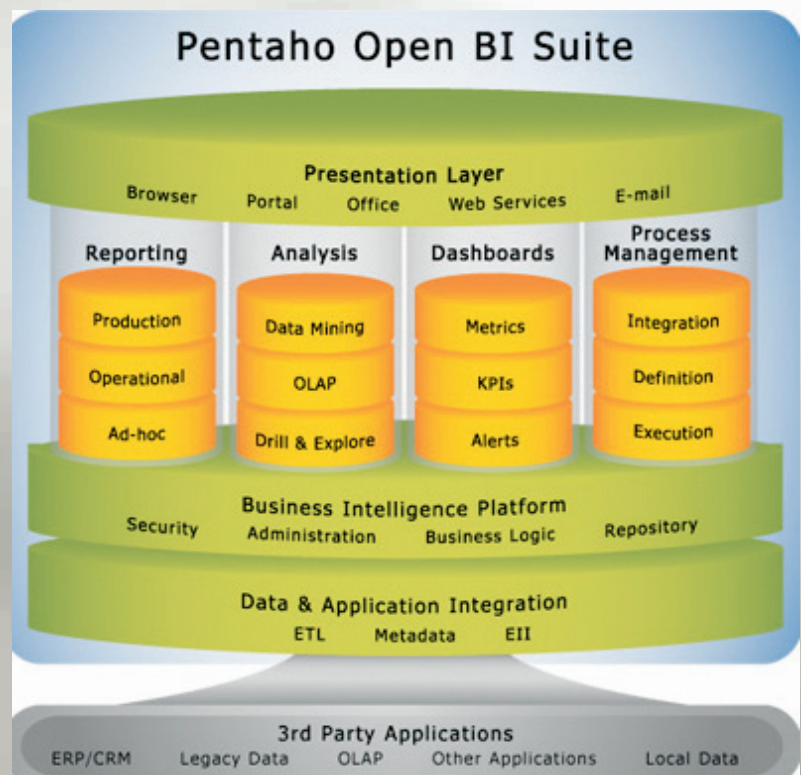 Pentaho Open BI Suite
Presentation Layer
Browser Portal Office Web Services E-mail
Reporting
Production
Operational
Ad-hoc
Analysis
Data Mining
OLAP
Drill & Explore
Dashboards
Metrics
KPIs
Alerts
Process
Management
Integration
Definition
Execution
Business Intelligence Platform
Security Administration Business Logic Repository
Data & Application Integration
ETL Metadata EII
3rd Party Applications
ERP/CRM Legacy Data OLAP Other Applications Local Data